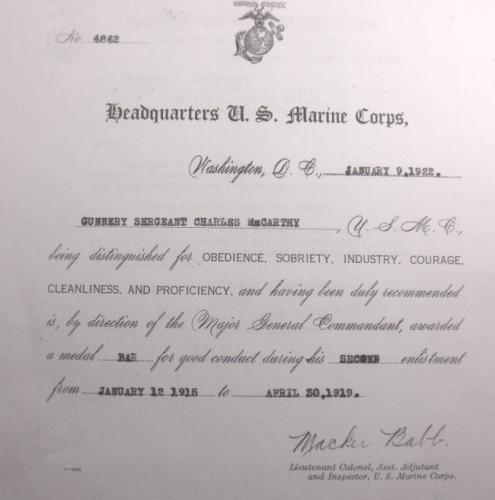 No. 4862
Headquarters U. S. Marine Corps,
Washington, D. C., JANUARY 9, 1922.
GUNNERY SERGEANT CHARLES McCARTHY, U. S. M. C.,
being distinguished for OBEDIENCE, SOBRIETY, INDUSTRY, COURAGE,
CLEANLINESS, AND PROFICIENCY, and having been duly recommended
is, by direction of the Major General Commandant, awarded
a medal BAR for good conduct during his SECOND enlistment
from JANUARY 12 1915 to APRIL 30, 1919.
Macker Babb.
Lieutenant Colonel, Asst. Adjutant
and Inspector, U. S. Marine Corps.